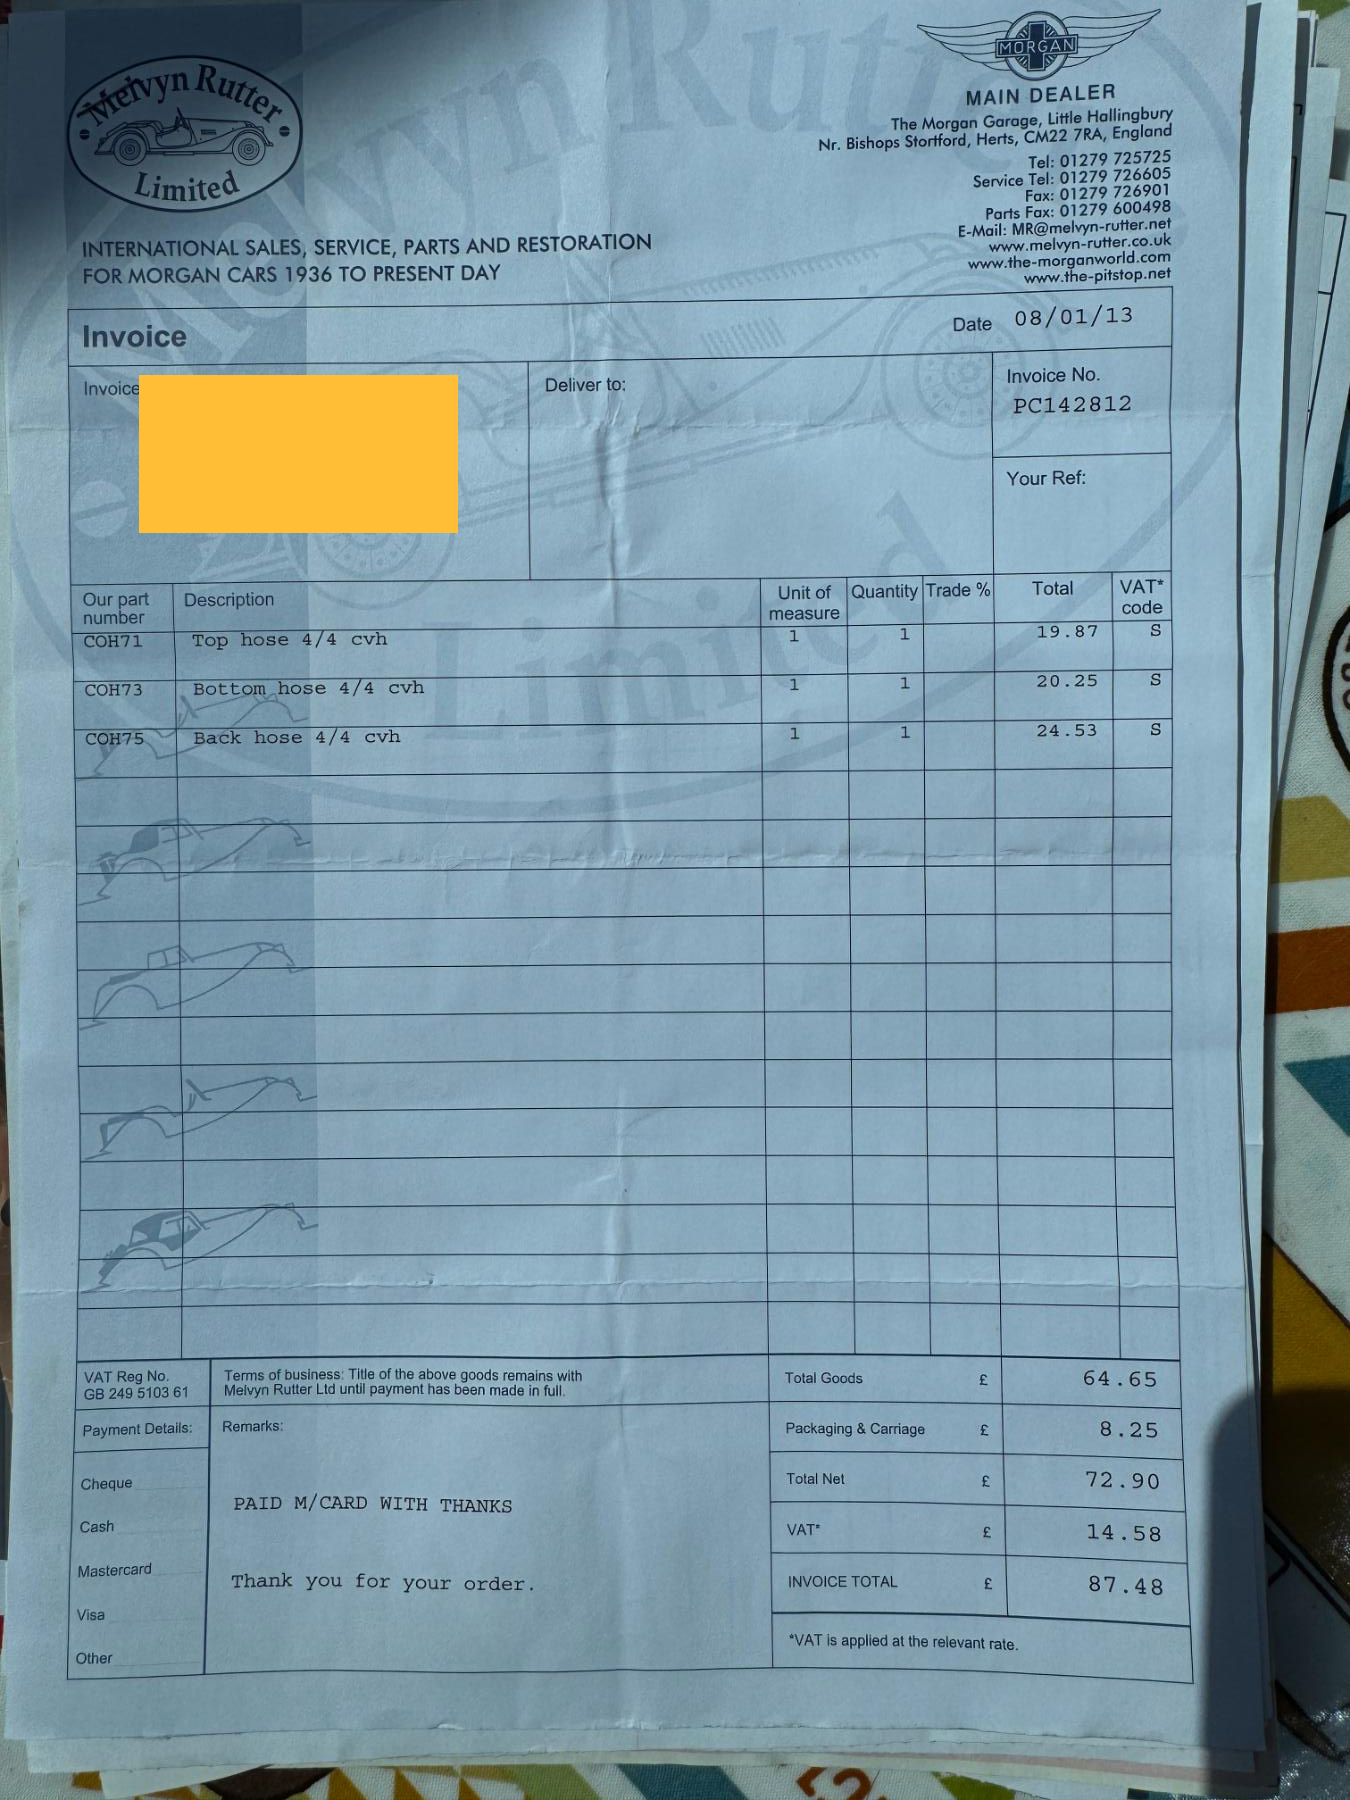 Melvyn Rutter
Limited
MORGAN
MAIN DEALER
The Morgan Garage, Little Hallingbury
Nr. Bishops Stortford, Herts, CM22 7RA, England
Tel: 01279 725725
Service Tel: 01279 726605
Fax: 01279 726901
Parts Fax: 01279 600498
E-Mail: MR@melvyn-rutter.net
www.melvyn-rutter.co.uk
www.the-morganworld.com
www.the-pitstop.net
INTERNATIONAL SALES, SERVICE, PARTS AND RESTORATION
FOR MORGAN CARS 1936 TO PRESENT DAY
Invoice Date 08/01/13
Invoice Deliver to: Invoice No.
PC142812
Your Ref:
Our part number Description Unit of measure Quantity Trade % Total VAT* code
COH71 Top hose 4/4 cvh 1 1 19.87 S
COH73 Bottom hose 4/4 cvh 1 1 20.25 S
COH75 Back hose 4/4 cvh 1 1 24.53 S
VAT Reg No.
GB 249 5103 61
Terms of business: Title of the above goods remains with
Melvyn Rutter Ltd until payment has been made in full.
Total Goods £ 64.65
Payment Details:
Cheque
Cash
Mastercard
Visa
Other
Remarks:
PAID M/CARD WITH THANKS
Thank you for your order.
Packaging & Carriage £ 8.25
Total Net £ 72.90
VAT* £ 14.58
INVOICE TOTAL £ 87.48
*VAT is applied at the relevant rate.